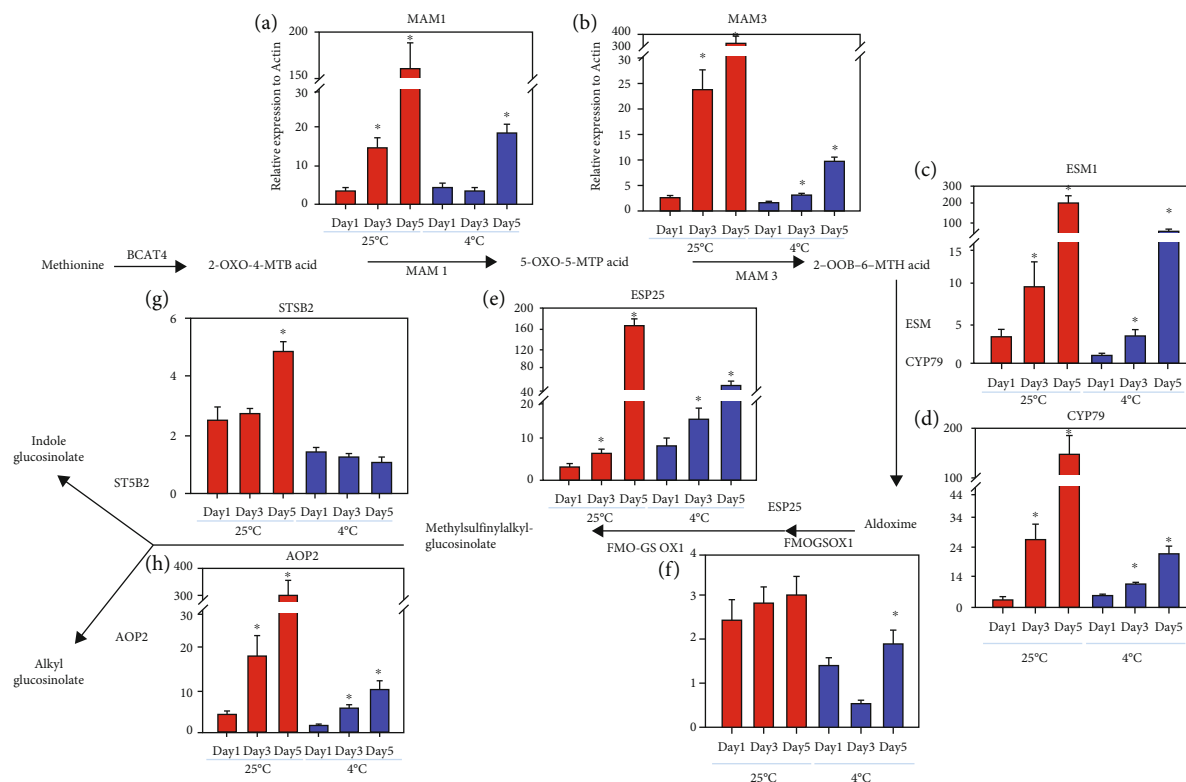 (a)
MAM1
Relative expression to Actin
200
150
30
20
10
0
Day1 Day3 Day5 Day1 Day3 Day5
25°C 4°C
(b)
MAM3
Relative expression to Actin
400
300
30
25
20
15
10
5
0
Day1 Day3 Day5 Day1 Day3 Day5
25°C 4°C
Methionine
BCAT4
2-OXO-4-MTB acid
MAM 1
5-OXO-5-MTP acid
MAM 3
2–OOB–6–MTH acid
(c)
ESM1
300
200
100
15
10
5
0
Day1 Day3 Day5 Day1 Day3 Day5
25°C 4°C
ESM
CYP79
(g)
STSB2
6
4
2
0
Day1 Day3 Day5 Day1 Day3 Day5
25°C 4°C
(e)
ESP25
200
160
120
80
40
20
10
0
Day1 Day3 Day5 Day1 Day3 Day5
25°C 4°C
(d)
CYP79
200
100
44
34
24
14
0
Day1 Day3 Day5 Day1 Day3 Day5
25°C 4°C
Indole
glucosinolate
ST5B2
Methylsulfinylalkyl-
glucosinolate
ESP25
FMO-GS OX1
Aldoxime
(h)
AOP2
400
300
30
20
10
0
Day1 Day3 Day5 Day1 Day3 Day5
25°C 4°C
AOP2
Alkyl
glucosinolate
(f)
FMOGSOX1
4
3
2
1
0
Day1 Day3 Day5 Day1 Day3 Day5
25°C 4°C